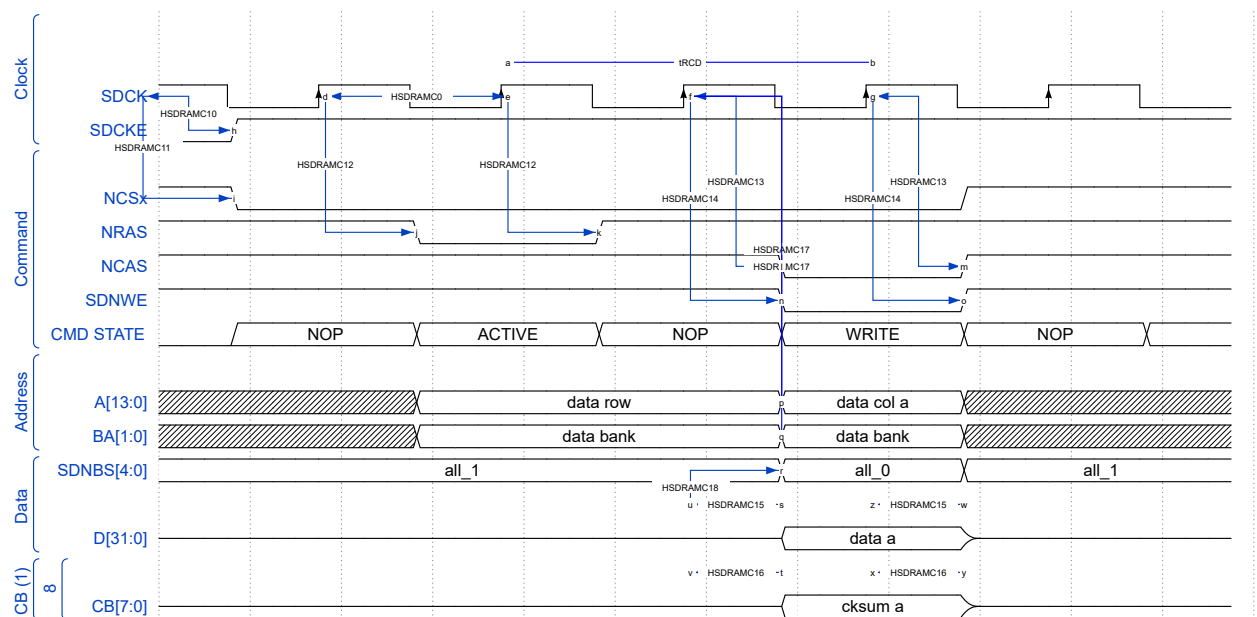 a tRCD b
Clock
SDCK d HSDRAMC0 e f g
HSDRAMC10
SDCKE h
HSDRAMC11
HSDRAMC12 HSDRAMC12
HSDRAMC13 HSDRAMC13
Command
NCSx i HSDRAMC14 HSDRAMC14
NRAS j k
HSDRAMC17
NCAS HSDRAMC17 m
SDNWE n o
CMD STATE NOP ACTIVE NOP WRITE NOP
Address
A[13:0] data row p data col a
BA[1:0] data bank q data bank
Data
SDNBS[4:0] all_1 r all_0 all_1
HSDRAMC18
u HSDRAMC15 s z HSDRAMC15 w
D[31:0] data a
CB (1)
8
v HSDRAMC16 t x HSDRAMC16 y
CB[7:0] cksum a